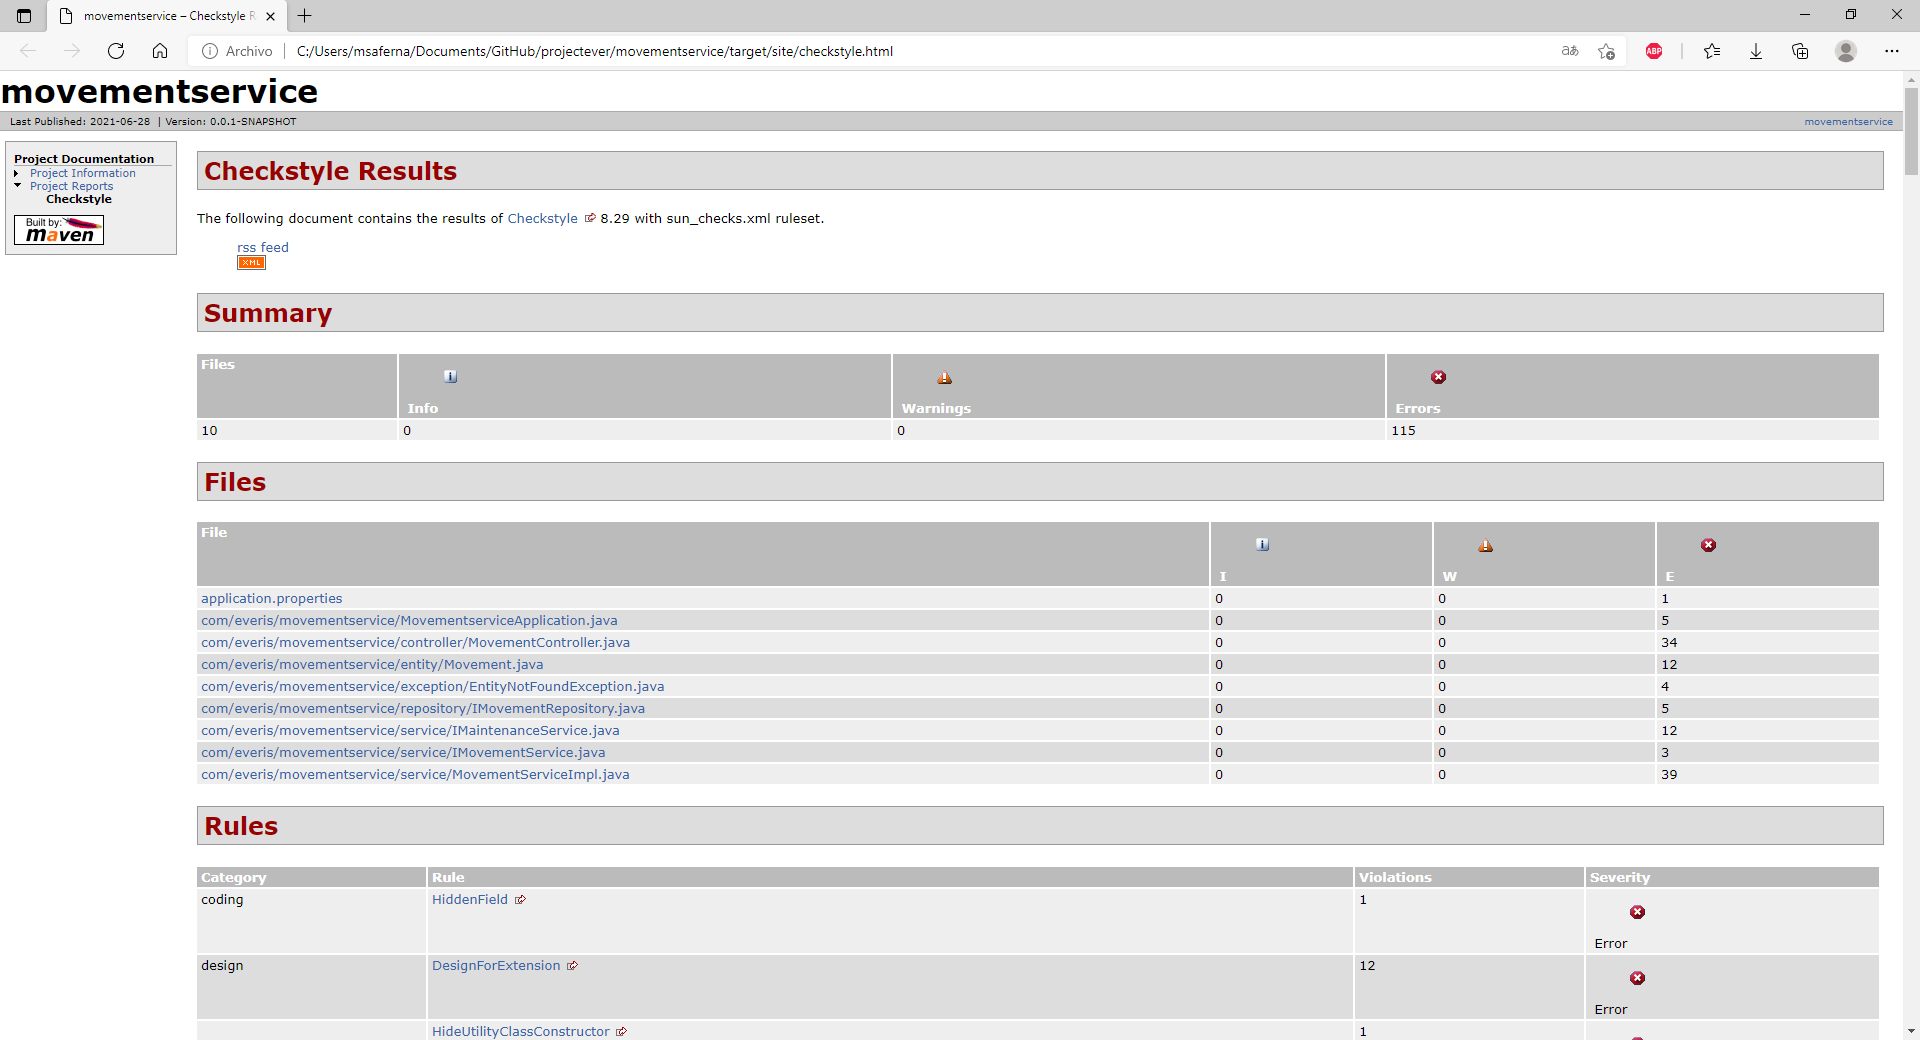 movementservice – Checkstyle R
Archivo C:/Users/msaferna/Documents/GitHub/projectever/movementservice/target/site/checkstyle.html aあ ABP
movementservice
Last Published: 2021-06-28 | Version: 0.0.1-SNAPSHOT movementservice
Project Documentation
Project Information
Project Reports
Checkstyle
Built by:
maven
Checkstyle Results
The following document contains the results of Checkstyle 8.29 with sun_checks.xml ruleset.
rss feed
XML
Summary
Files Info Warnings Errors
10 0 0 115
Files
File I W E
application.properties 0 0 1
com/everis/movementservice/MovementserviceApplication.java 0 0 5
com/everis/movementservice/controller/MovementController.java 0 0 34
com/everis/movementservice/entity/Movement.java 0 0 12
com/everis/movementservice/exception/EntityNotFoundException.java 0 0 4
com/everis/movementservice/repository/IMovementRepository.java 0 0 5
com/everis/movementservice/service/IMaintenanceService.java 0 0 12
com/everis/movementservice/service/IMovementService.java 0 0 3
com/everis/movementservice/service/MovementServiceImpl.java 0 0 39
Rules
Category Rule Violations Severity
coding HiddenField 1 Error
design DesignForExtension 12 Error
HideUtilityClassConstructor 1